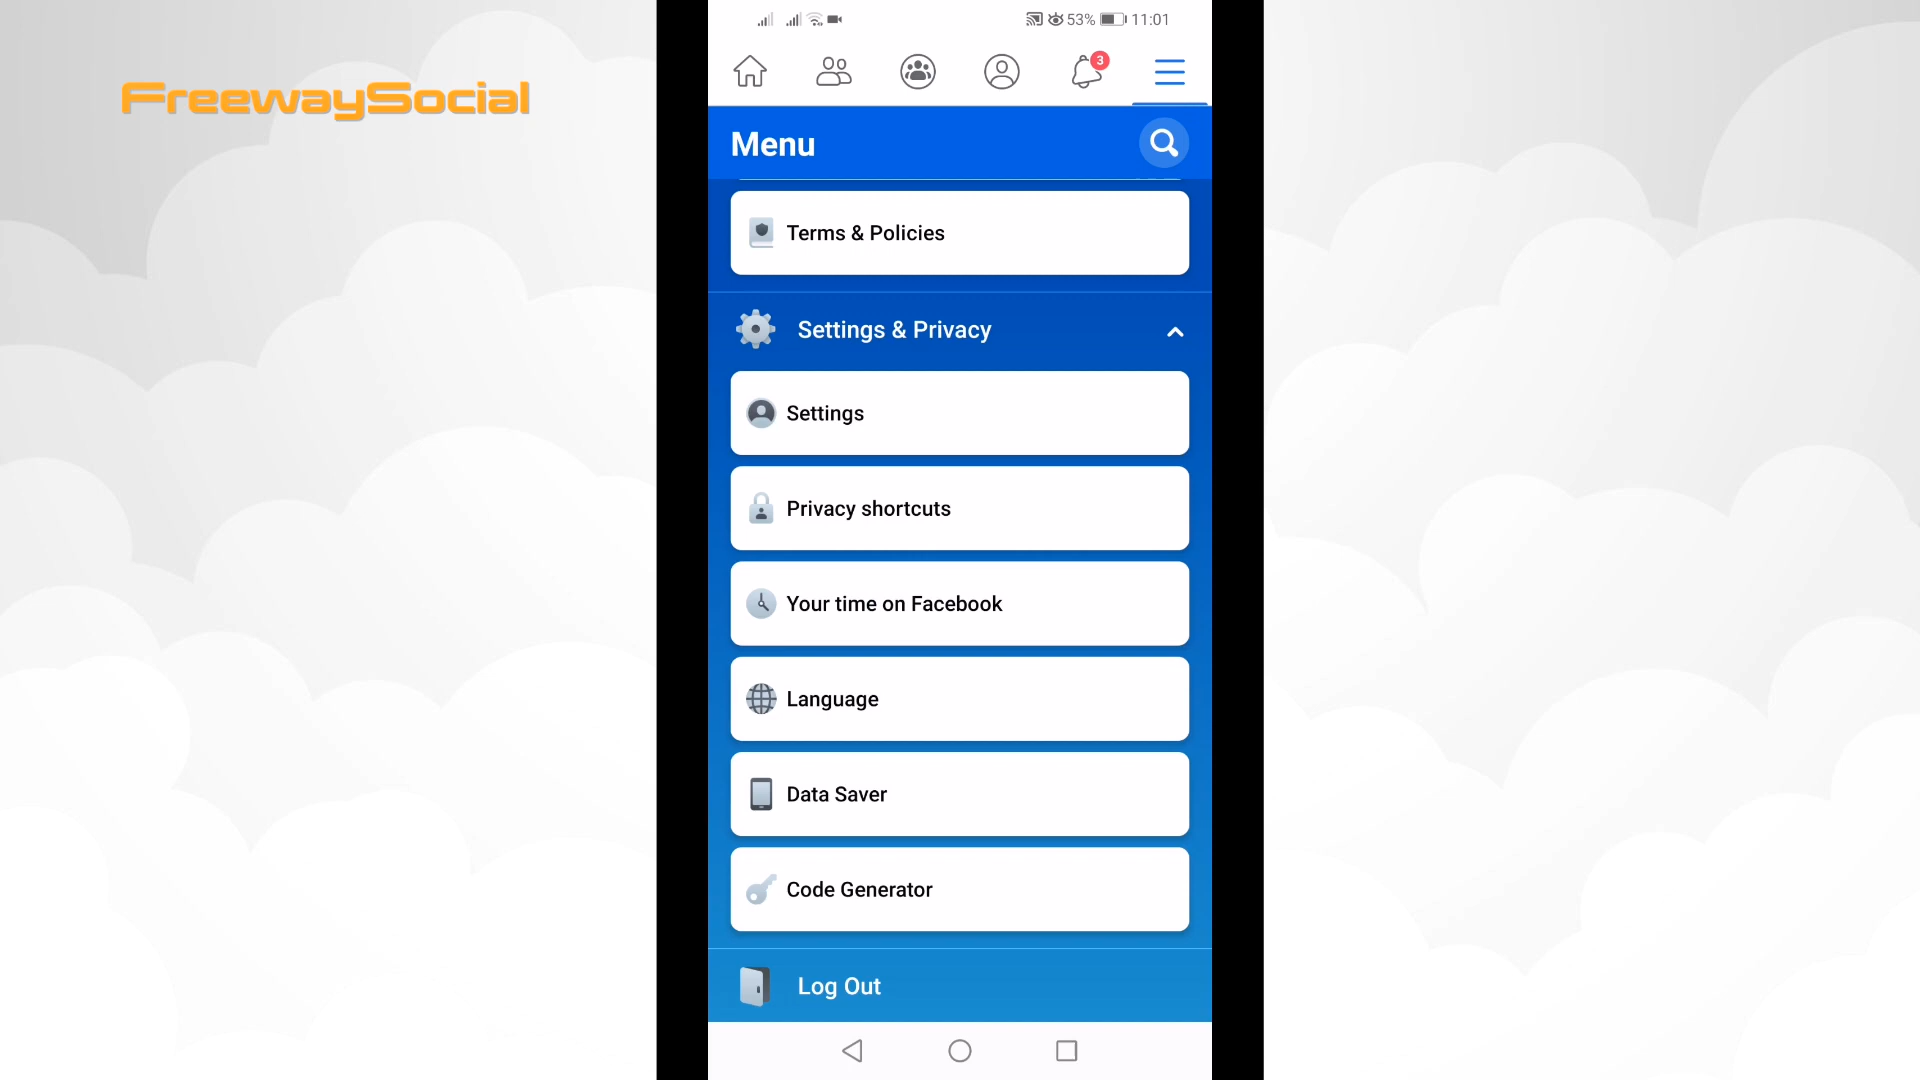 53% 11:01
FreewaySocial
3
Menu
Terms & Policies
Settings & Privacy
Settings
Privacy shortcuts
Your time on Facebook
Language
Data Saver
Code Generator
Log Out